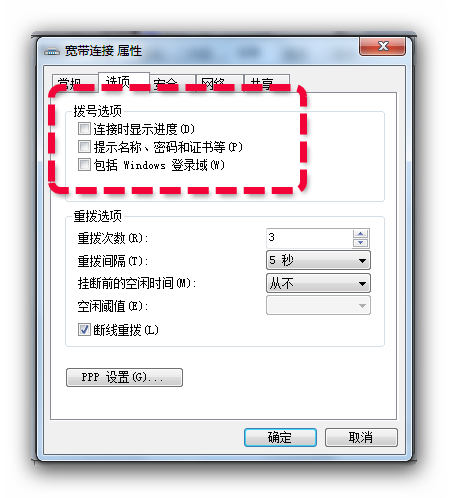 宽带连接 属性
常规 选项 安全 网络 共享
拨号选项
连接时显示进度(D)
提示名称、密码和证书等(P)
包括 Windows 登录域(W)
重拨选项
重拨次数(R): 3
重拨间隔(T): 5 秒
挂断前的空闲时间(M): 从不
空闲阈值(E):
断线重拨(L)
PPP 设置(G)...
确定 取消